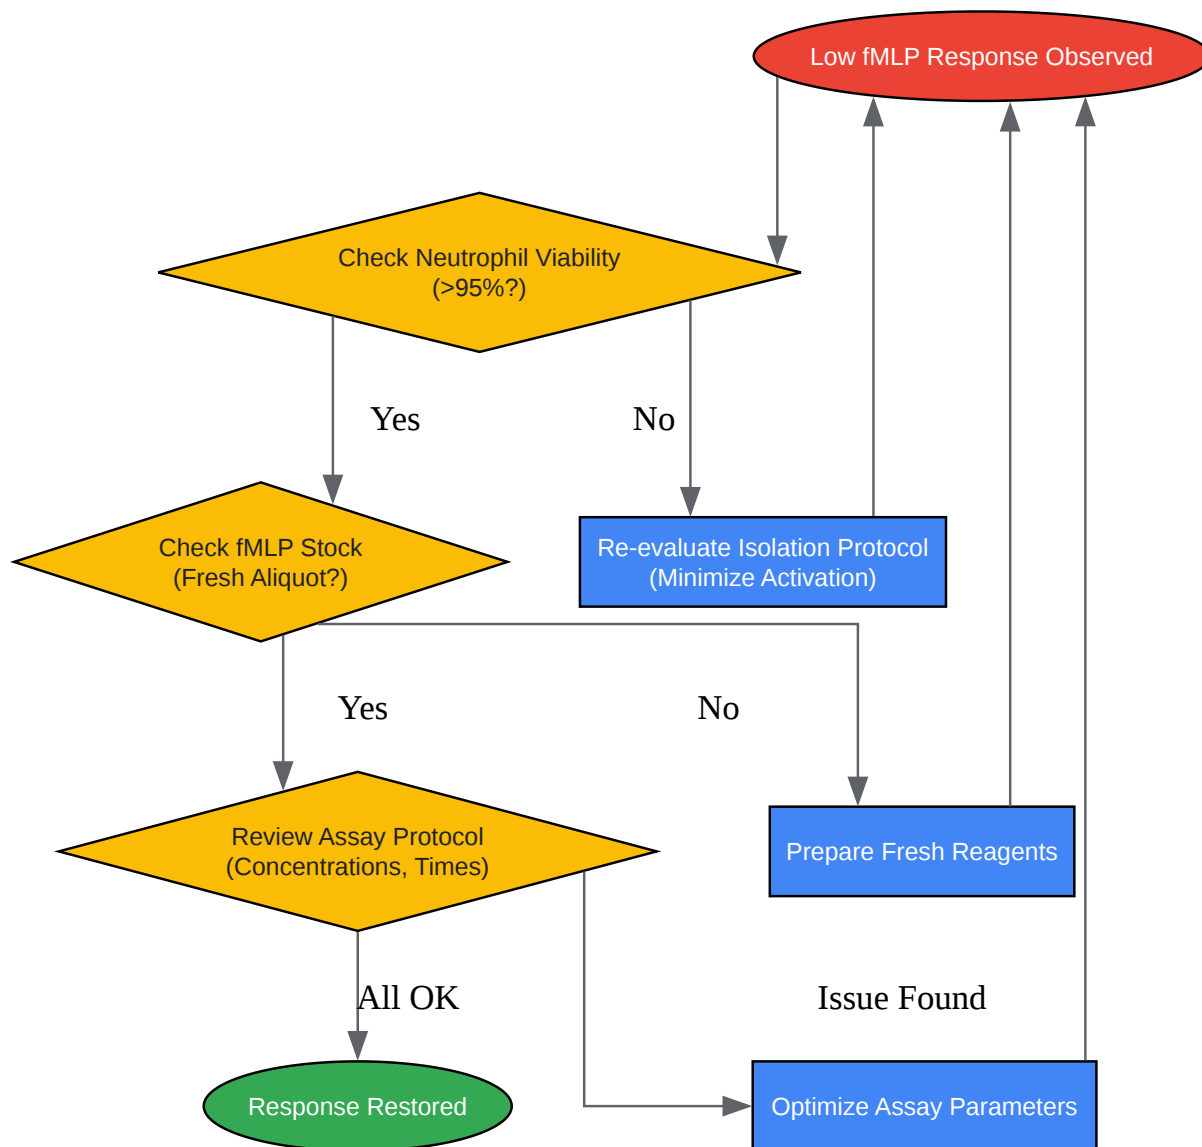 Low fMLP Response Observed
Check Neutrophil Viability
(>95%?)
Yes
No
Check fMLP Stock
(Fresh Aliquot?)
Re-evaluate Isolation Protocol
(Minimize Activation)
Yes
No
Review Assay Protocol
(Concentrations, Times)
Prepare Fresh Reagents
All OK
Issue Found
Response Restored
Optimize Assay Parameters